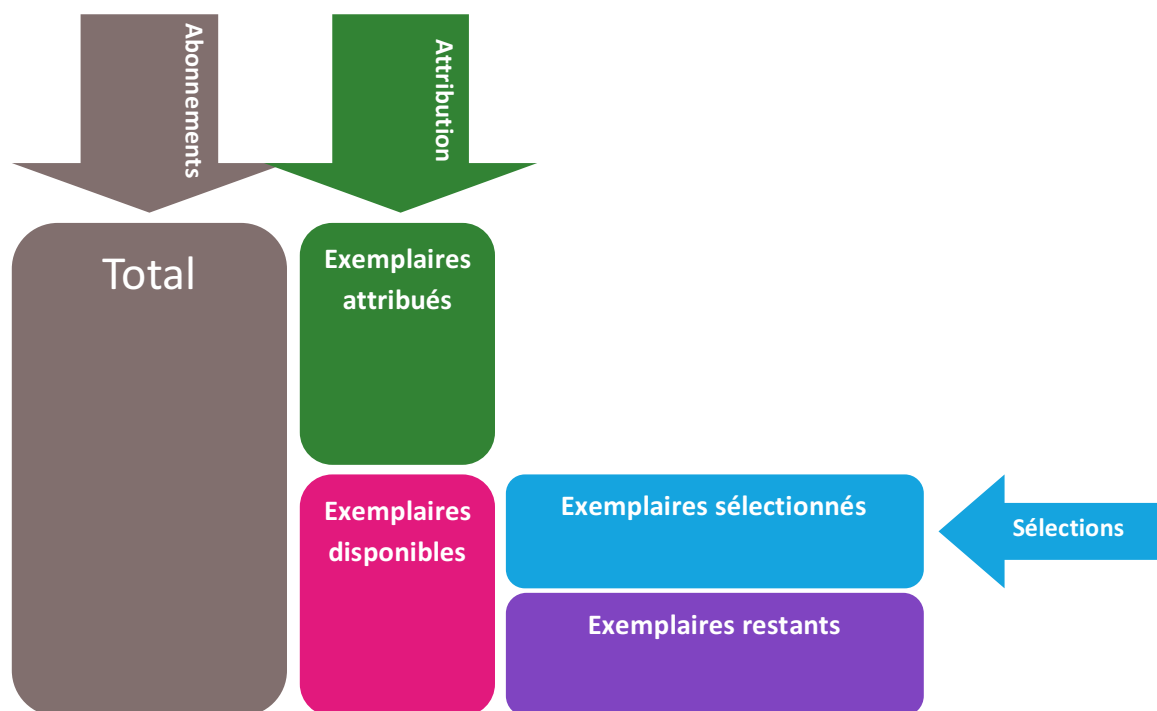 Abonnements
Attribution
Total
Exemplaires
attribués
Exemplaires
disponibles
Exemplaires sélectionnés
Sélections
Exemplaires restants